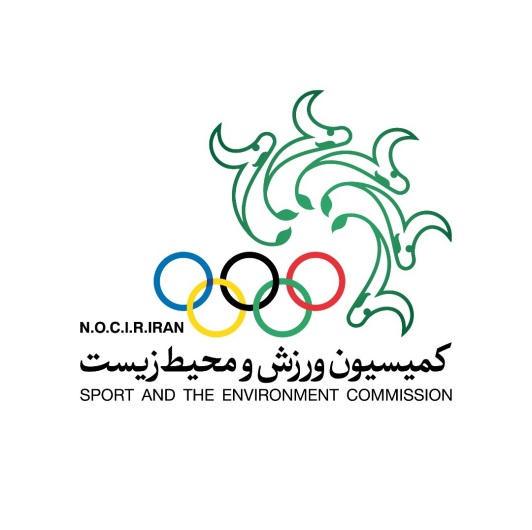 N.O.C.I.R.IRAN
کمیسیون ورزش و محیط زیست
SPORT AND THE ENVIRONMENT COMMISSION